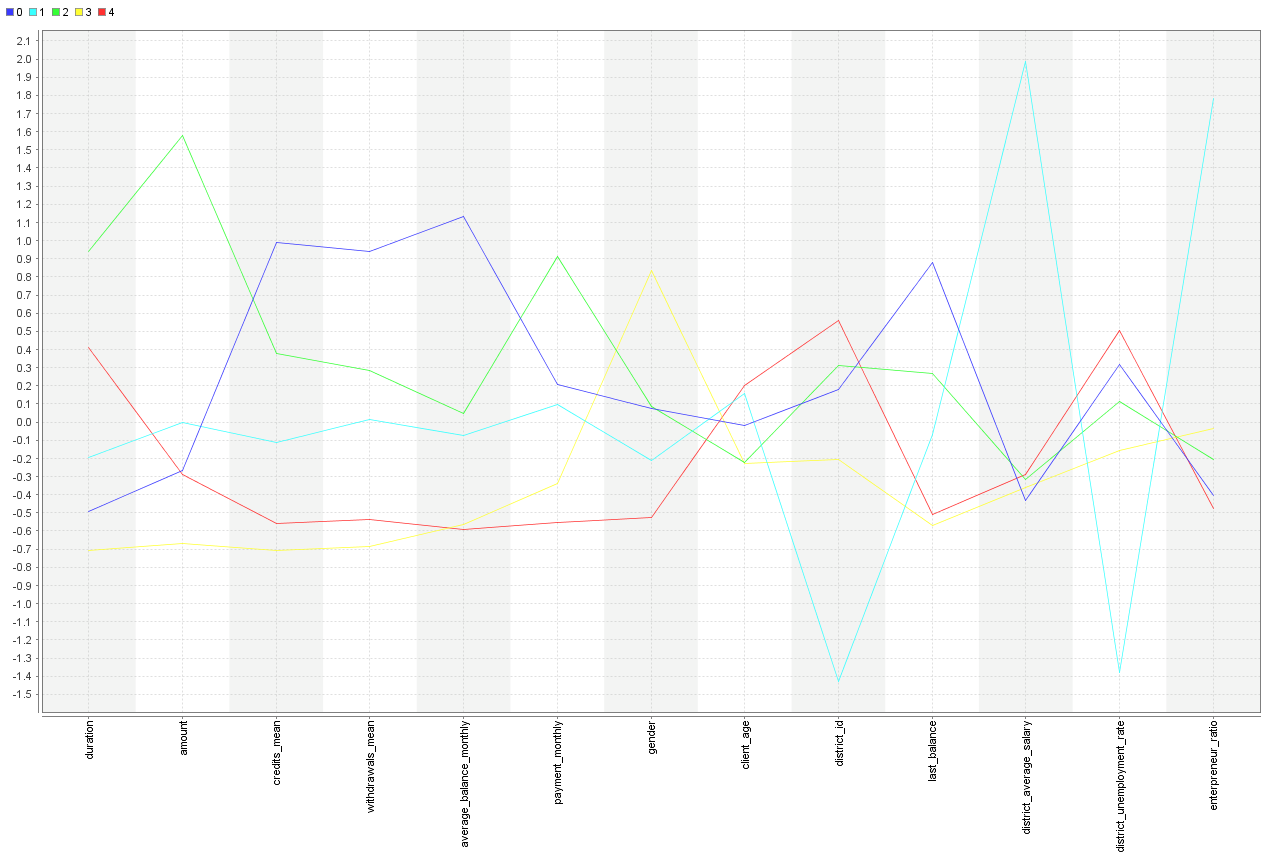 0 1 2 3 4
2.1
2.0
1.9
1.8
1.7
1.6
1.5
1.4
1.3
1.2
1.1
1.0
0.9
0.8
0.7
0.6
0.5
0.4
0.3
0.2
0.1
0.0
-0.1
-0.2
-0.3
-0.4
-0.5
-0.6
-0.7
-0.8
-0.9
-1.0
-1.1
-1.2
-1.3
-1.4
-1.5
duration
amount
credits_mean
withdrawals_mean
average_balance_monthly
payment_monthly
gender
client_age
district_id
last_balance
district_average_salary
district_unemployment_rate
enterpreneur_ratio